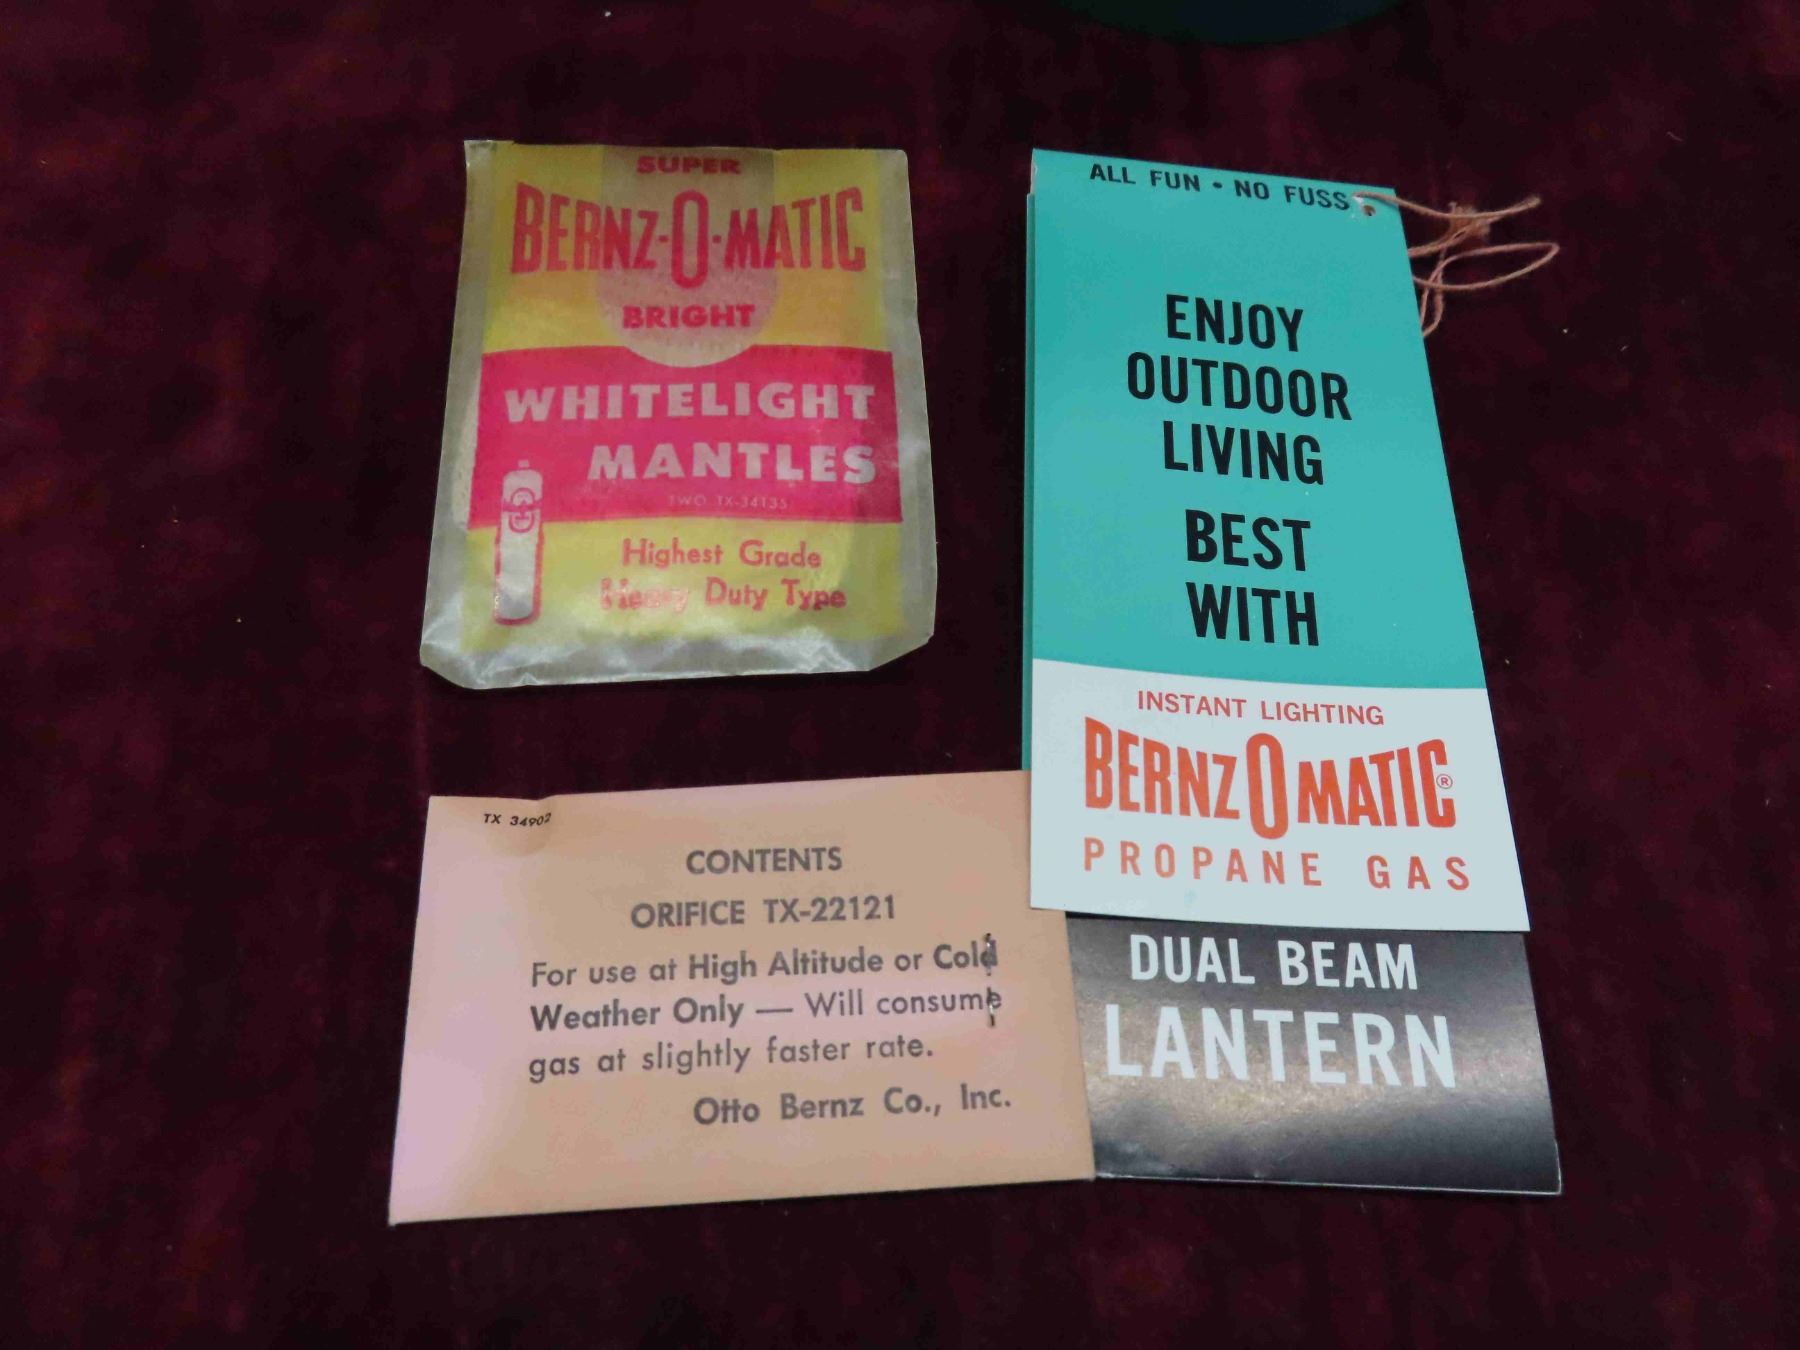 SUPER
BERNZ-O-MATIC
BRIGHT
WHITELIGHT
MANTLES
TWO TX-34135
Highest Grade
Heavy Duty Type
ALL FUN • NO FUSS
ENJOY
OUTDOOR
LIVING
BEST
WITH
INSTANT LIGHTING
BERNZOMATIC®
PROPANE GAS
DUAL BEAM
LANTERN
TX 34902
CONTENTS
ORIFICE TX-22121
For use at High Altitude or Cold
Weather Only — Will consume
gas at slightly faster rate.
Otto Bernz Co., Inc.